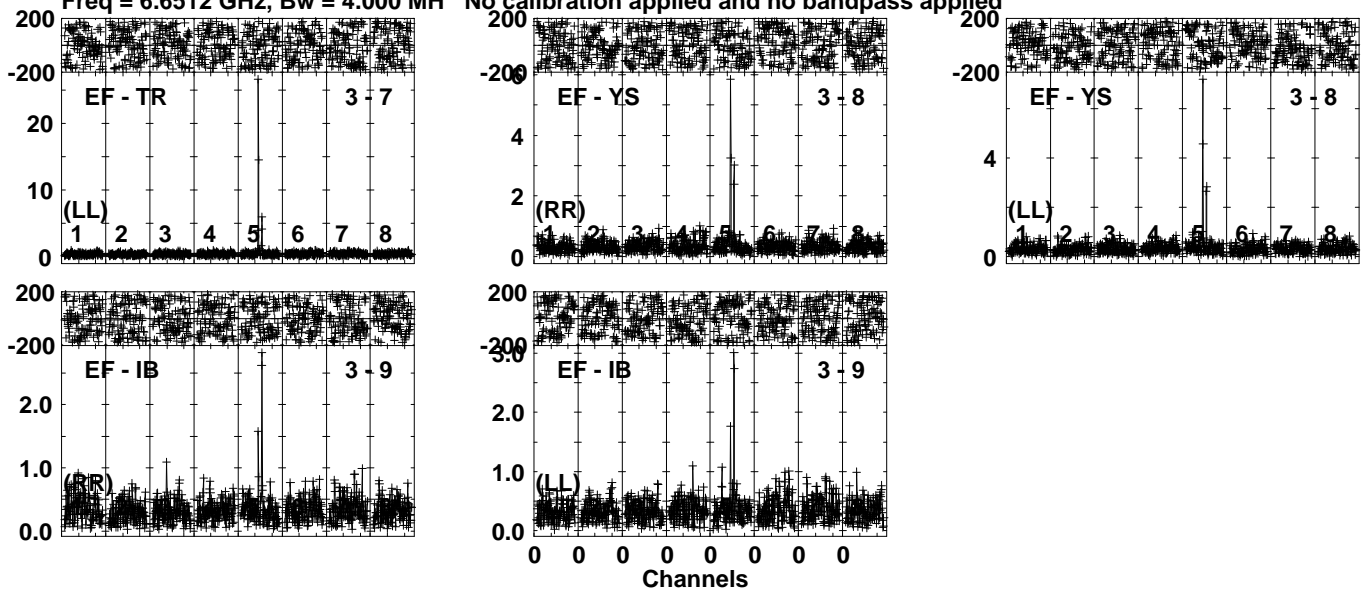 Freq = 6.6512 GHz, Bw = 4.000 MH No calibration applied and no bandpass applied
200 200 200
-200 -200 -200
EF - TR 3 - 7 6 EF - YS 3 - 8 EF - YS 3 - 8
20 4 4
10 2
(LL) (RR) (LL)
1 2 3 4 5 6 7 8 1 2 3 4 5 6 7 8 1 2 3 4 5 6 7 8
0 0 0
200 200
-200 -200
3.0
EF - IB 3 - 9 EF - IB 3 - 9
2.0 2.0
1.0 1.0
(RR) (LL)
0.0 0.0
0 0 0 0 0 0 0 0
Channels